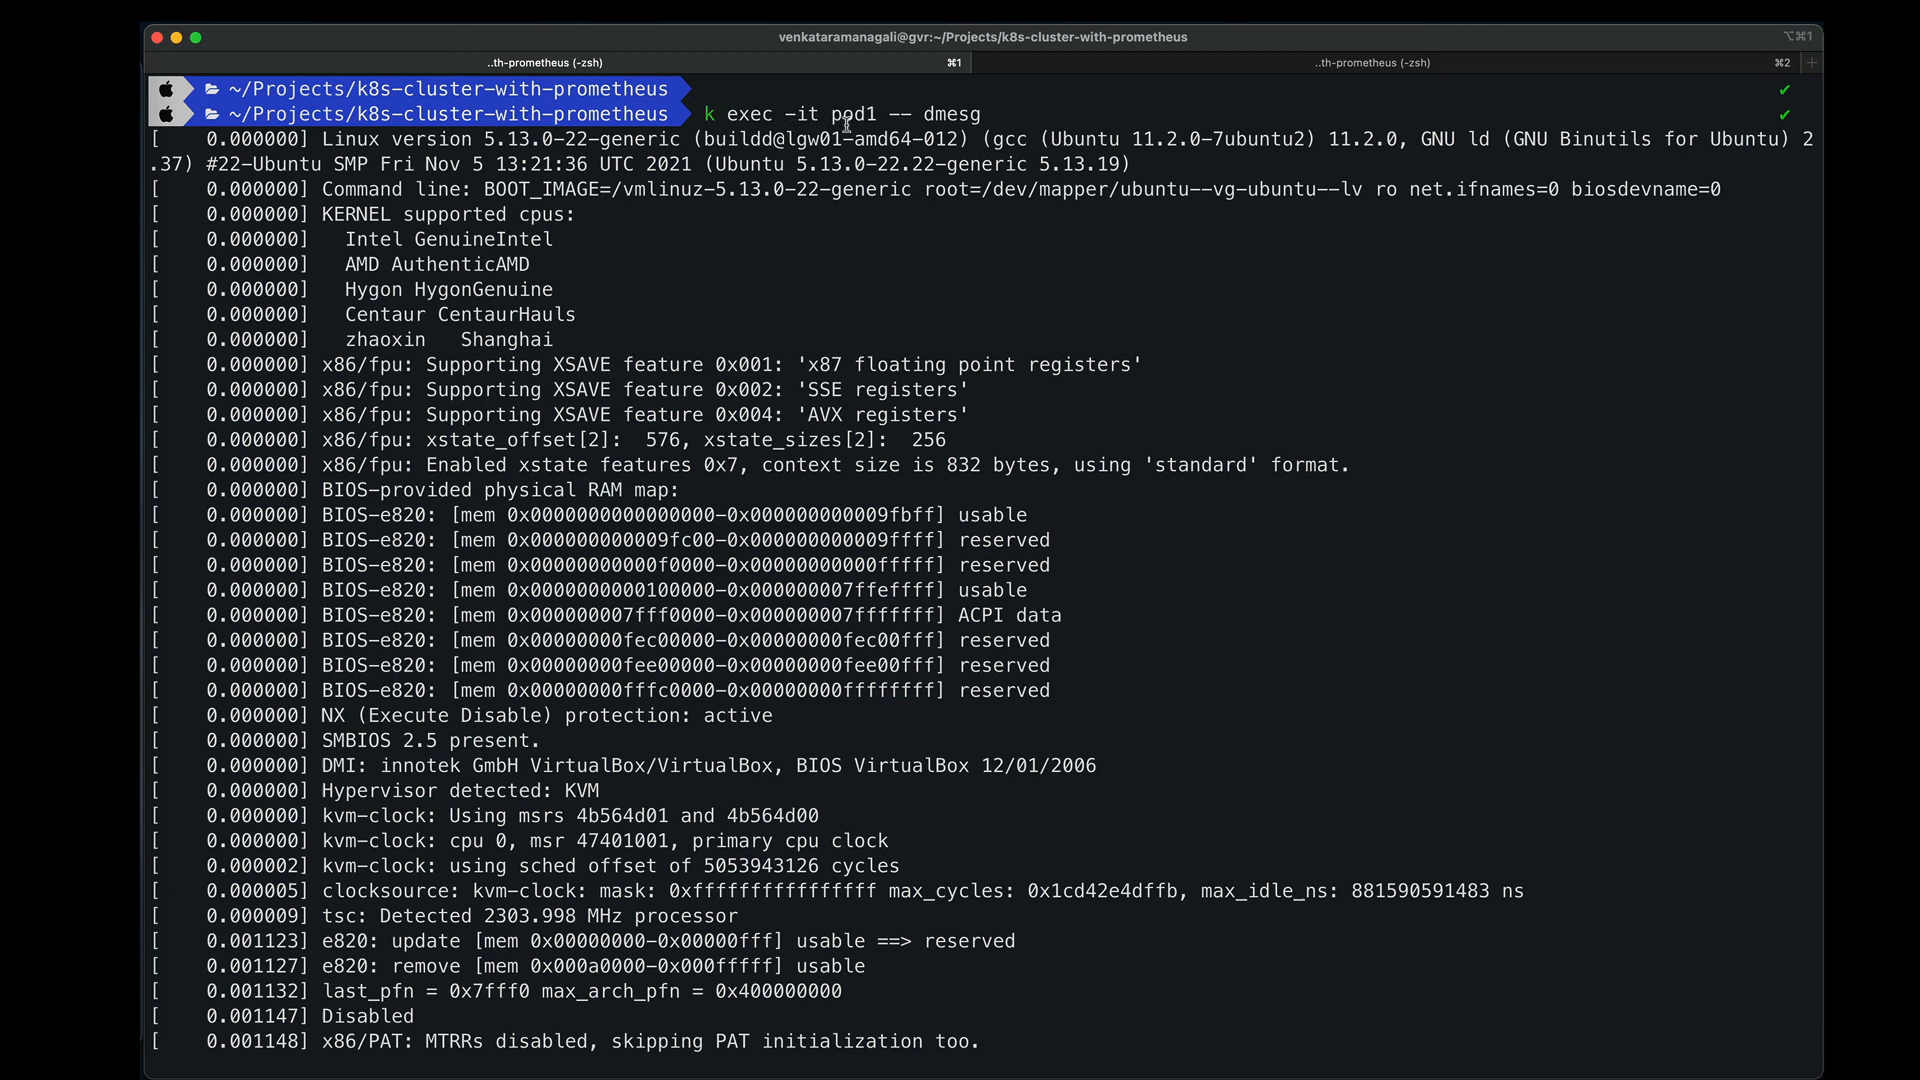 venkataramanagali@gvr:~/Projects/k8s-cluster-with-prometheus
⌥⌘1
..th-prometheus (-zsh)
⌘1
..th-prometheus (-zsh)
⌘2
~/Projects/k8s-cluster-with-prometheus
~/Projects/k8s-cluster-with-prometheus k exec -it pod1 -- dmesg
[    0.000000] Linux version 5.13.0-22-generic (buildd@lgw01-amd64-012) (gcc (Ubuntu 11.2.0-7ubuntu2) 11.2.0, GNU ld (GNU Binutils for Ubuntu) 2
.37) #22-Ubuntu SMP Fri Nov 5 13:21:36 UTC 2021 (Ubuntu 5.13.0-22.22-generic 5.13.19)
[    0.000000] Command line: BOOT_IMAGE=/vmlinuz-5.13.0-22-generic root=/dev/mapper/ubuntu--vg-ubuntu--lv ro net.ifnames=0 biosdevname=0
[    0.000000] KERNEL supported cpus:
[    0.000000]   Intel GenuineIntel
[    0.000000]   AMD AuthenticAMD
[    0.000000]   Hygon HygonGenuine
[    0.000000]   Centaur CentaurHauls
[    0.000000]   zhaoxin   Shanghai
[    0.000000] x86/fpu: Supporting XSAVE feature 0x001: 'x87 floating point registers'
[    0.000000] x86/fpu: Supporting XSAVE feature 0x002: 'SSE registers'
[    0.000000] x86/fpu: Supporting XSAVE feature 0x004: 'AVX registers'
[    0.000000] x86/fpu: xstate_offset[2]:  576, xstate_sizes[2]:  256
[    0.000000] x86/fpu: Enabled xstate features 0x7, context size is 832 bytes, using 'standard' format.
[    0.000000] BIOS-provided physical RAM map:
[    0.000000] BIOS-e820: [mem 0x0000000000000000-0x000000000009fbff] usable
[    0.000000] BIOS-e820: [mem 0x000000000009fc00-0x000000000009ffff] reserved
[    0.000000] BIOS-e820: [mem 0x00000000000f0000-0x00000000000fffff] reserved
[    0.000000] BIOS-e820: [mem 0x0000000000100000-0x000000007ffeffff] usable
[    0.000000] BIOS-e820: [mem 0x000000007fff0000-0x000000007fffffff] ACPI data
[    0.000000] BIOS-e820: [mem 0x00000000fec00000-0x00000000fec00fff] reserved
[    0.000000] BIOS-e820: [mem 0x00000000fee00000-0x00000000fee00fff] reserved
[    0.000000] BIOS-e820: [mem 0x00000000fffc0000-0x00000000ffffffff] reserved
[    0.000000] NX (Execute Disable) protection: active
[    0.000000] SMBIOS 2.5 present.
[    0.000000] DMI: innotek GmbH VirtualBox/VirtualBox, BIOS VirtualBox 12/01/2006
[    0.000000] Hypervisor detected: KVM
[    0.000000] kvm-clock: Using msrs 4b564d01 and 4b564d00
[    0.000000] kvm-clock: cpu 0, msr 47401001, primary cpu clock
[    0.000002] kvm-clock: using sched offset of 5053943126 cycles
[    0.000005] clocksource: kvm-clock: mask: 0xffffffffffffffff max_cycles: 0x1cd42e4dffb, max_idle_ns: 881590591483 ns
[    0.000009] tsc: Detected 2303.998 MHz processor
[    0.001123] e820: update [mem 0x00000000-0x00000fff] usable ==> reserved
[    0.001127] e820: remove [mem 0x000a0000-0x000fffff] usable
[    0.001132] last_pfn = 0x7fff0 max_arch_pfn = 0x400000000
[    0.001147] Disabled
[    0.001148] x86/PAT: MTRRs disabled, skipping PAT initialization too.